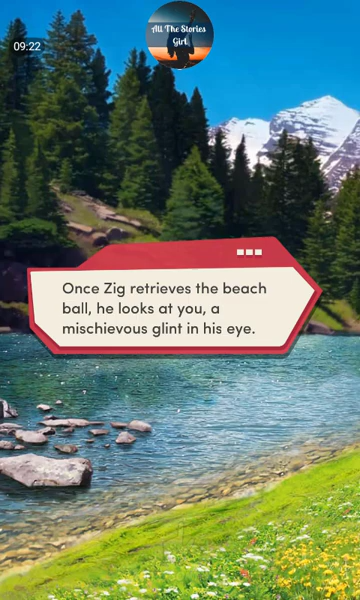 All The Stories
Girl
09:22
Once Zig retrieves the beach
ball, he looks at you, a
mischievous glint in his eye.